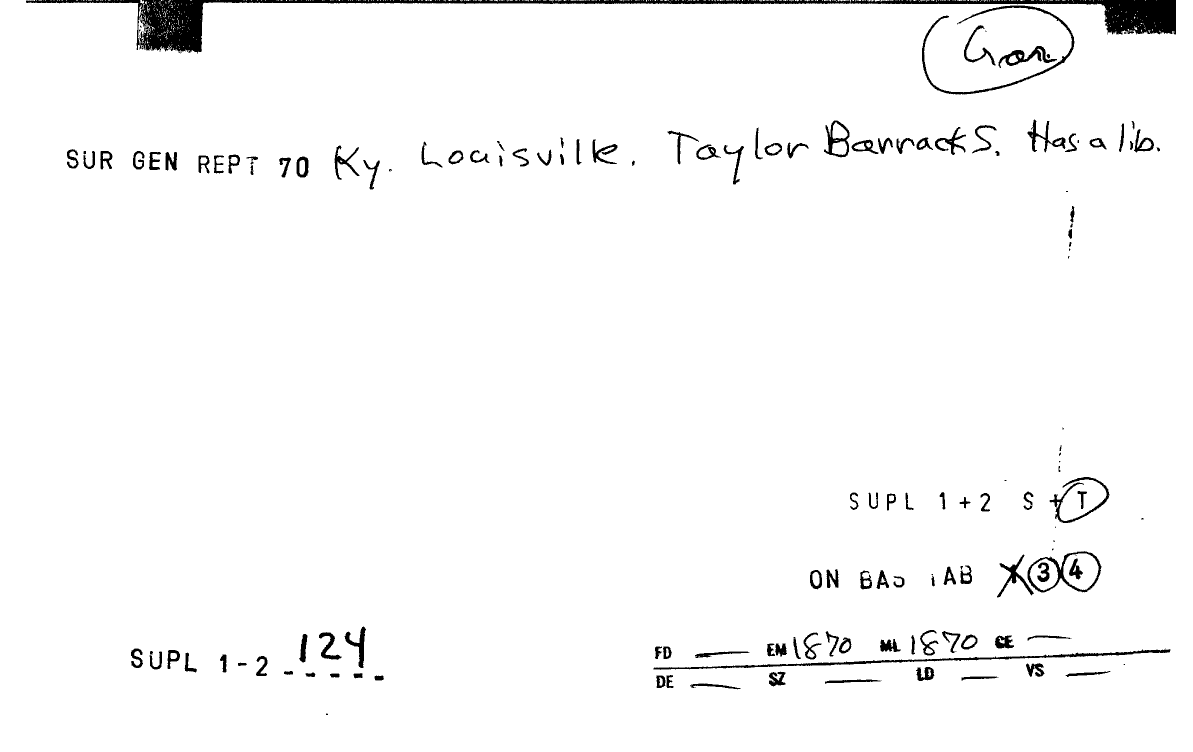 Gar.
SUR GEN REPT 70 Ky. Louisville. Taylor Barracks. Has a lib.
SUPL 1+2 S + T
ON BAS TAB X 3 4
SUPL 1-2 124
FD — EM 1870 ML 1870 CE —
DE — SZ — LD — VS —